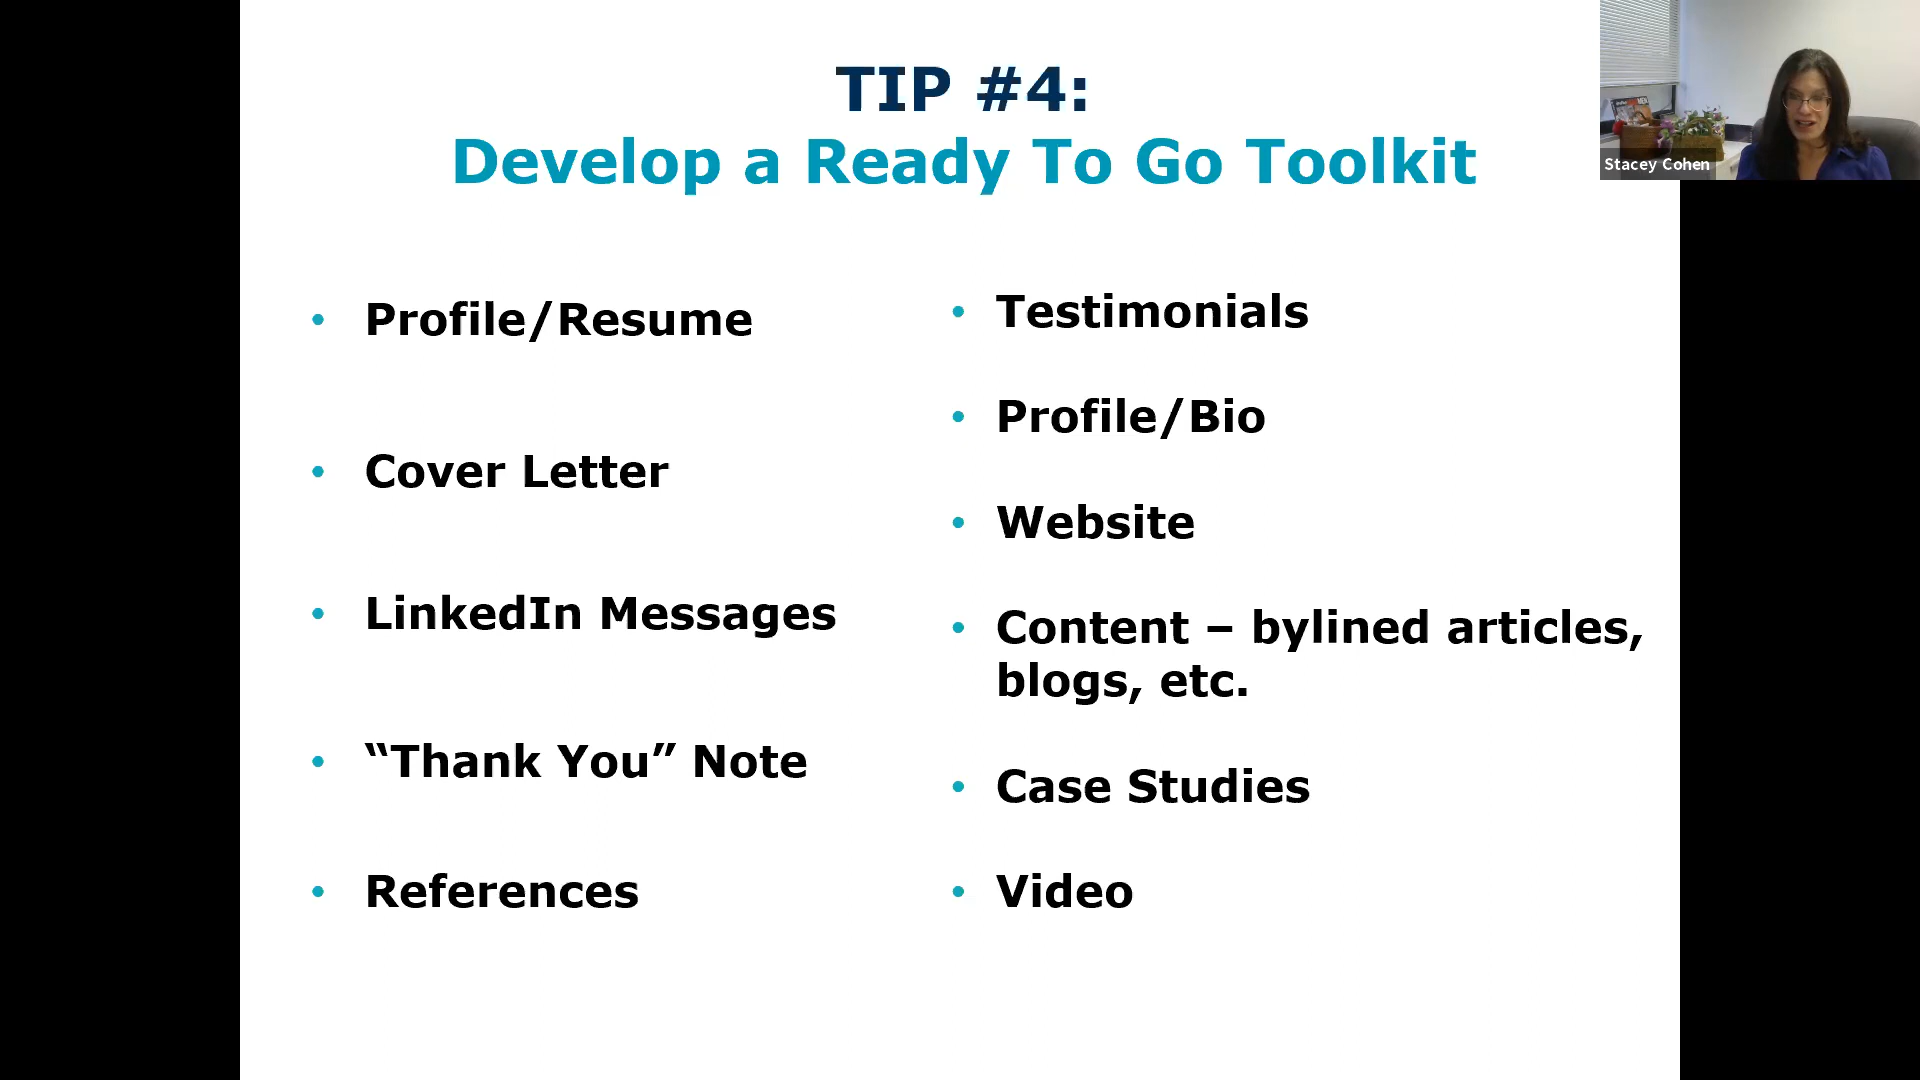 TIP #4:
Develop a Ready To Go Toolkit
• Profile/Resume
• Cover Letter
• LinkedIn Messages
• “Thank You” Note
• References
• Testimonials
• Profile/Bio
• Website
• Content – bylined articles,
blogs, etc.
• Case Studies
• Video
Stacey Cohen